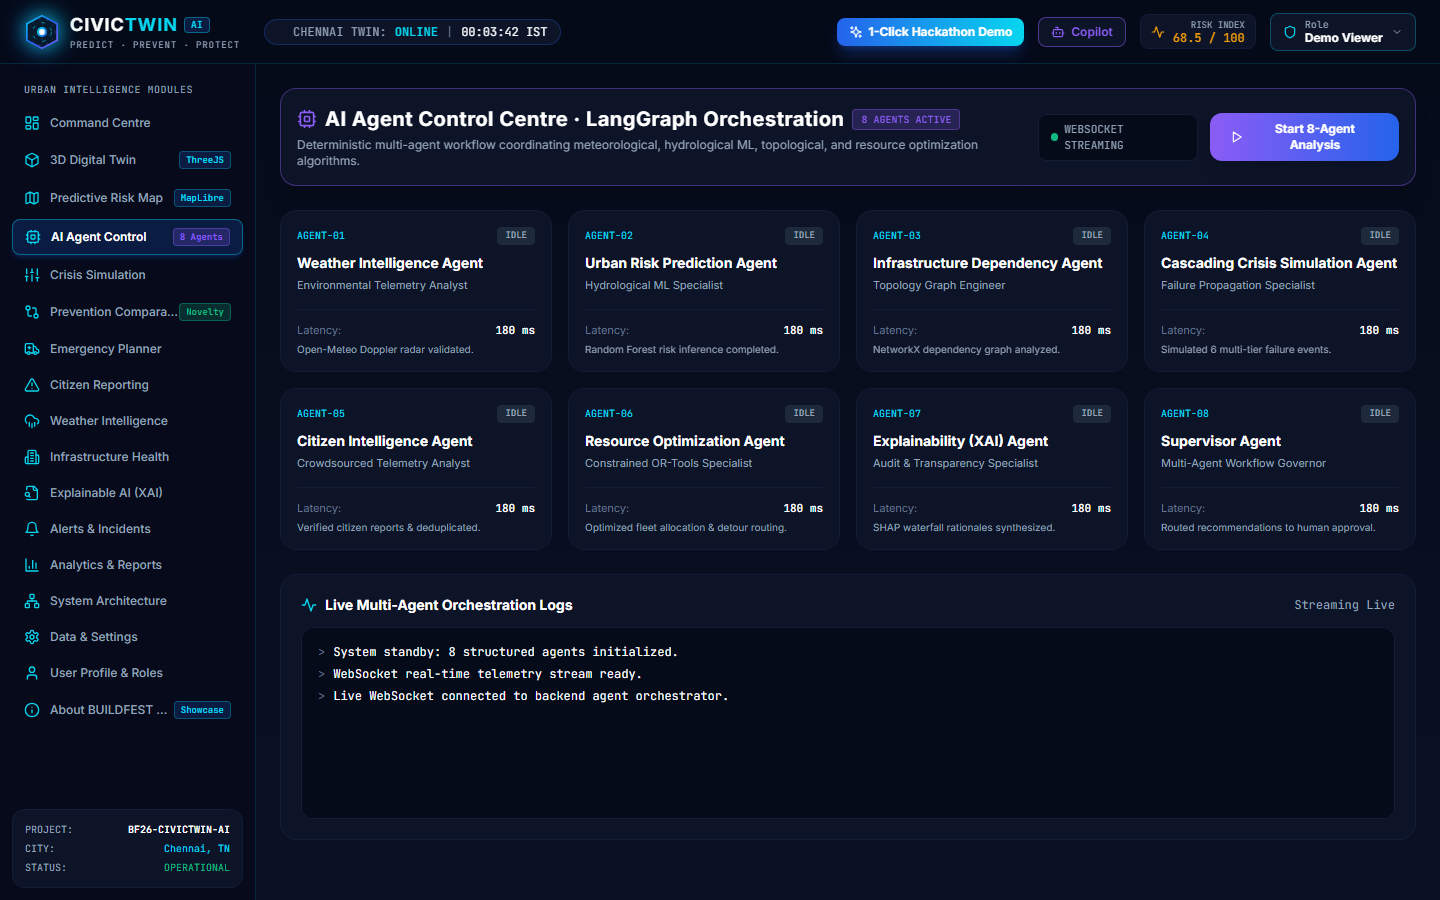 CIVICTWIN AI
PREDICT · PREVENT · PROTECT
CHENNAI TWIN: ONLINE | 00:03:42 IST
1-Click Hackathon Demo
Copilot
RISK INDEX
68.5 / 100
Role
Demo Viewer
URBAN INTELLIGENCE MODULES
Command Centre
3D Digital Twin ThreeJS
Predictive Risk Map MapLibre
AI Agent Control 8 Agents
Crisis Simulation
Prevention Compara... Novelty
Emergency Planner
Citizen Reporting
Weather Intelligence
Infrastructure Health
Explainable AI (XAI)
Alerts & Incidents
Analytics & Reports
System Architecture
Data & Settings
User Profile & Roles
About BUILDFEST ... Showcase
PROJECT: BF26-CIVICTWIN-AI
CITY: Chennai, TN
STATUS: OPERATIONAL
AI Agent Control Centre · LangGraph Orchestration 8 AGENTS ACTIVE
Deterministic multi-agent workflow coordinating meteorological, hydrological ML, topological, and resource optimization
algorithms.
WEBSOCKET
STREAMING
Start 8-Agent
Analysis
AGENT-01 IDLE
Weather Intelligence Agent
Environmental Telemetry Analyst
Latency: 180 ms
Open-Meteo Doppler radar validated.
AGENT-02 IDLE
Urban Risk Prediction Agent
Hydrological ML Specialist
Latency: 180 ms
Random Forest risk inference completed.
AGENT-03 IDLE
Infrastructure Dependency Agent
Topology Graph Engineer
Latency: 180 ms
NetworkX dependency graph analyzed.
AGENT-04 IDLE
Cascading Crisis Simulation Agent
Failure Propagation Specialist
Latency: 180 ms
Simulated 6 multi-tier failure events.
AGENT-05 IDLE
Citizen Intelligence Agent
Crowdsourced Telemetry Analyst
Latency: 180 ms
Verified citizen reports & deduplicated.
AGENT-06 IDLE
Resource Optimization Agent
Constrained OR-Tools Specialist
Latency: 180 ms
Optimized fleet allocation & detour routing.
AGENT-07 IDLE
Explainability (XAI) Agent
Audit & Transparency Specialist
Latency: 180 ms
SHAP waterfall rationales synthesized.
AGENT-08 IDLE
Supervisor Agent
Multi-Agent Workflow Governor
Latency: 180 ms
Routed recommendations to human approval.
Live Multi-Agent Orchestration Logs
Streaming Live
> System standby: 8 structured agents initialized.
> WebSocket real-time telemetry stream ready.
> Live WebSocket connected to backend agent orchestrator.